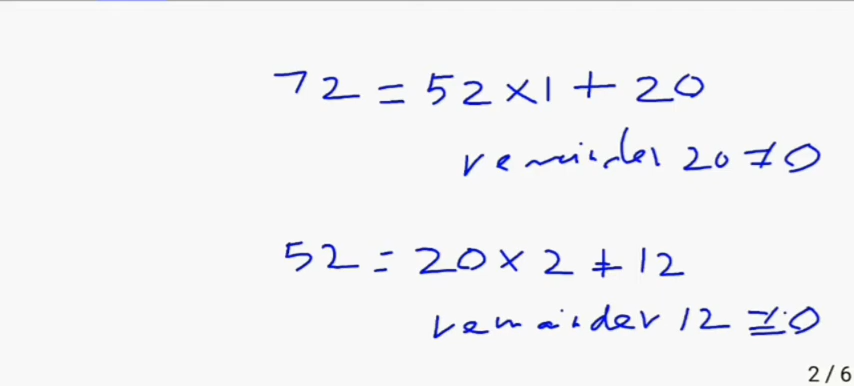 72 = 52 × 1 + 20
remainder 20 ≠ 0
52 = 20 × 2 + 12
remainder 12 ≠ 0
2 / 6